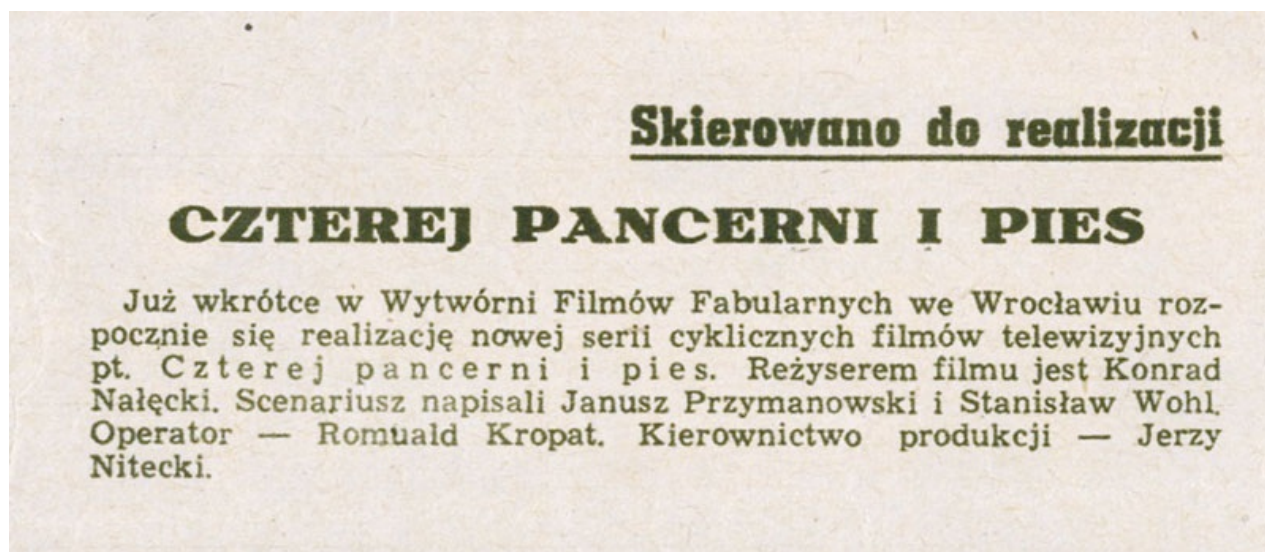 Skierowano do realizacji
CZTEREJ PANCERNI I PIES
Już wkrótce w Wytwórni Filmów Fabularnych we Wrocławiu roz-
pocznie się realizację nowej serii cyklicznych filmów telewizyjnych
pt. Czterej pancerni i pies. Reżyserem filmu jest Konrad
Nałęcki. Scenariusz napisali Janusz Przymanowski i Stanisław Wohl.
Operator — Romuald Kropat. Kierownictwo produkcji — Jerzy
Nitecki.